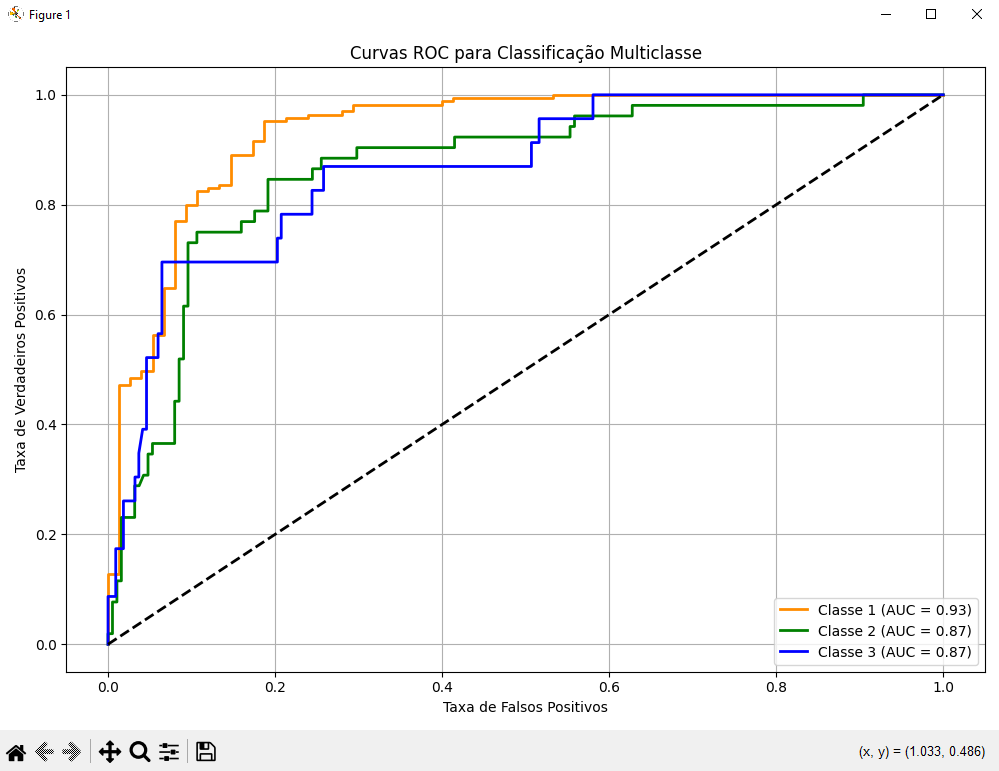 Figure 1
Curvas ROC para Classificação Multiclasse
Taxa de Verdadeiros Positivos
1.0
0.8
0.6
0.4
0.2
0.0
Classe 1 (AUC = 0.93)
Classe 2 (AUC = 0.87)
Classe 3 (AUC = 0.87)
0.0 0.2 0.4 0.6 0.8 1.0
Taxa de Falsos Positivos
(x, y) = (1.033, 0.486)